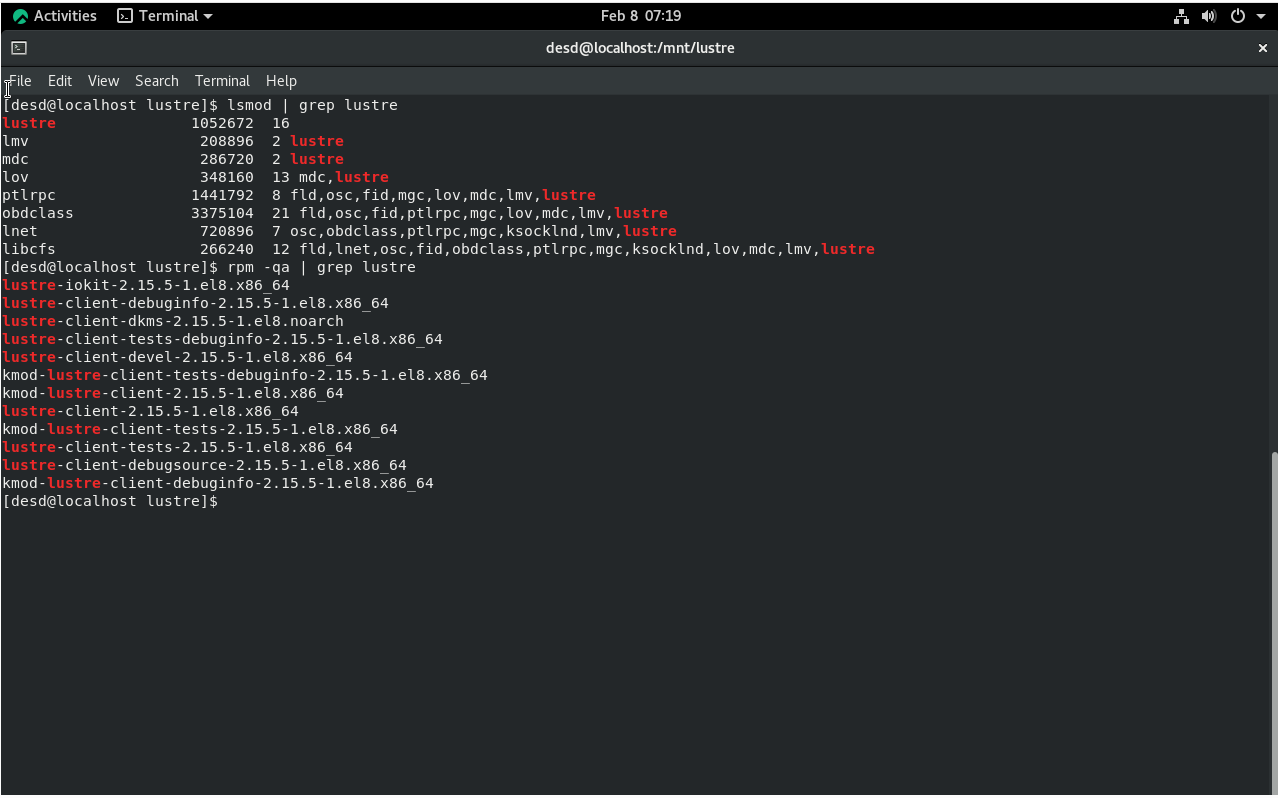 Activities Terminal Feb 8 07:19
desd@localhost:/mnt/lustre
File Edit View Search Terminal Help
[desd@localhost lustre]$ lsmod | grep lustre
lustre               1052672  16
lmv                   208896  2 lustre
mdc                   286720  2 lustre
lov                   348160  13 mdc,lustre
ptlrpc               1441792  8 fld,osc,fid,mgc,lov,mdc,lmv,lustre
obdclass             3375104  21 fld,osc,fid,ptlrpc,mgc,lov,mdc,lmv,lustre
lnet                  720896  7 osc,obdclass,ptlrpc,mgc,ksocklnd,lmv,lustre
libcfs                266240  12 fld,lnet,osc,fid,obdclass,ptlrpc,mgc,ksocklnd,lov,mdc,lmv,lustre
[desd@localhost lustre]$ rpm -qa | grep lustre
lustre-iokit-2.15.5-1.el8.x86_64
lustre-client-debuginfo-2.15.5-1.el8.x86_64
lustre-client-dkms-2.15.5-1.el8.noarch
lustre-client-tests-debuginfo-2.15.5-1.el8.x86_64
lustre-client-devel-2.15.5-1.el8.x86_64
kmod-lustre-client-tests-debuginfo-2.15.5-1.el8.x86_64
kmod-lustre-client-2.15.5-1.el8.x86_64
lustre-client-2.15.5-1.el8.x86_64
kmod-lustre-client-tests-2.15.5-1.el8.x86_64
lustre-client-tests-2.15.5-1.el8.x86_64
lustre-client-debugsource-2.15.5-1.el8.x86_64
kmod-lustre-client-debuginfo-2.15.5-1.el8.x86_64
[desd@localhost lustre]$